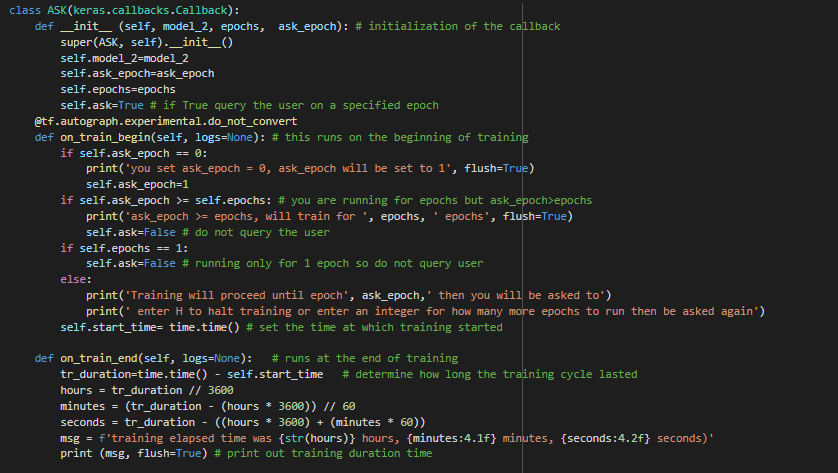 class ASK(keras.callbacks.Callback):
    def __init__ (self, model_2, epochs,  ask_epoch): # initialization of the callback
        super(ASK, self).__init__()
        self.model_2=model_2
        self.ask_epoch=ask_epoch
        self.epochs=epochs
        self.ask=True # if True query the user on a specified epoch
    @tf.autograph.experimental.do_not_convert
    def on_train_begin(self, logs=None): # this runs on the beginning of training
        if self.ask_epoch == 0:
            print('you set ask_epoch = 0, ask_epoch will be set to 1', flush=True)
            self.ask_epoch=1
        if self.ask_epoch >= self.epochs: # you are running for epochs but ask_epoch>epochs
            print('ask_epoch >= epochs, will train for ', epochs, ' epochs', flush=True)
            self.ask=False # do not query the user
        if self.epochs == 1:
            self.ask=False # running only for 1 epoch so do not query user
        else:
            print('Training will proceed until epoch', ask_epoch,' then you will be asked to')
            print(' enter H to halt training or enter an integer for how many more epochs to run then be asked again')
        self.start_time= time.time() # set the time at which training started

    def on_train_end(self, logs=None):   # runs at the end of training
        tr_duration=time.time() - self.start_time   # determine how long the training cycle lasted
        hours = tr_duration // 3600
        minutes = (tr_duration - (hours * 3600)) // 60
        seconds = tr_duration - ((hours * 3600) + (minutes * 60))
        msg = f'training elapsed time was {str(hours)} hours, {minutes:4.1f} minutes, {seconds:4.2f} seconds)'
        print (msg, flush=True) # print out training duration time